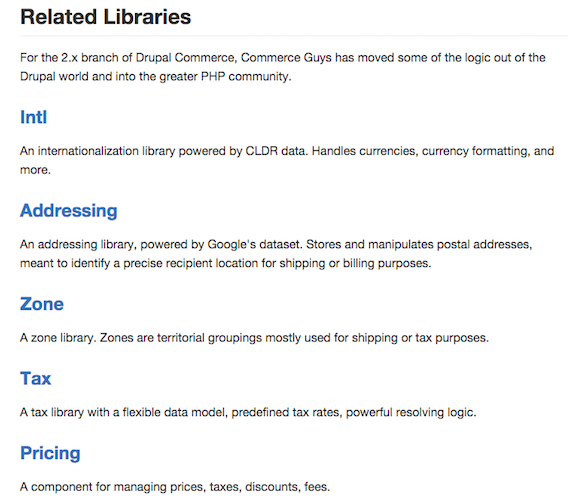 Related Libraries
For the 2.x branch of Drupal Commerce, Commerce Guys has moved some of the logic out of the
Drupal world and into the greater PHP community.
Intl
An internationalization library powered by CLDR data. Handles currencies, currency formatting, and
more.
Addressing
An addressing library, powered by Google's dataset. Stores and manipulates postal addresses,
meant to identify a precise recipient location for shipping or billing purposes.
Zone
A zone library. Zones are territorial groupings mostly used for shipping or tax purposes.
Tax
A tax library with a flexible data model, predefined tax rates, powerful resolving logic.
Pricing
A component for managing prices, taxes, discounts, fees.